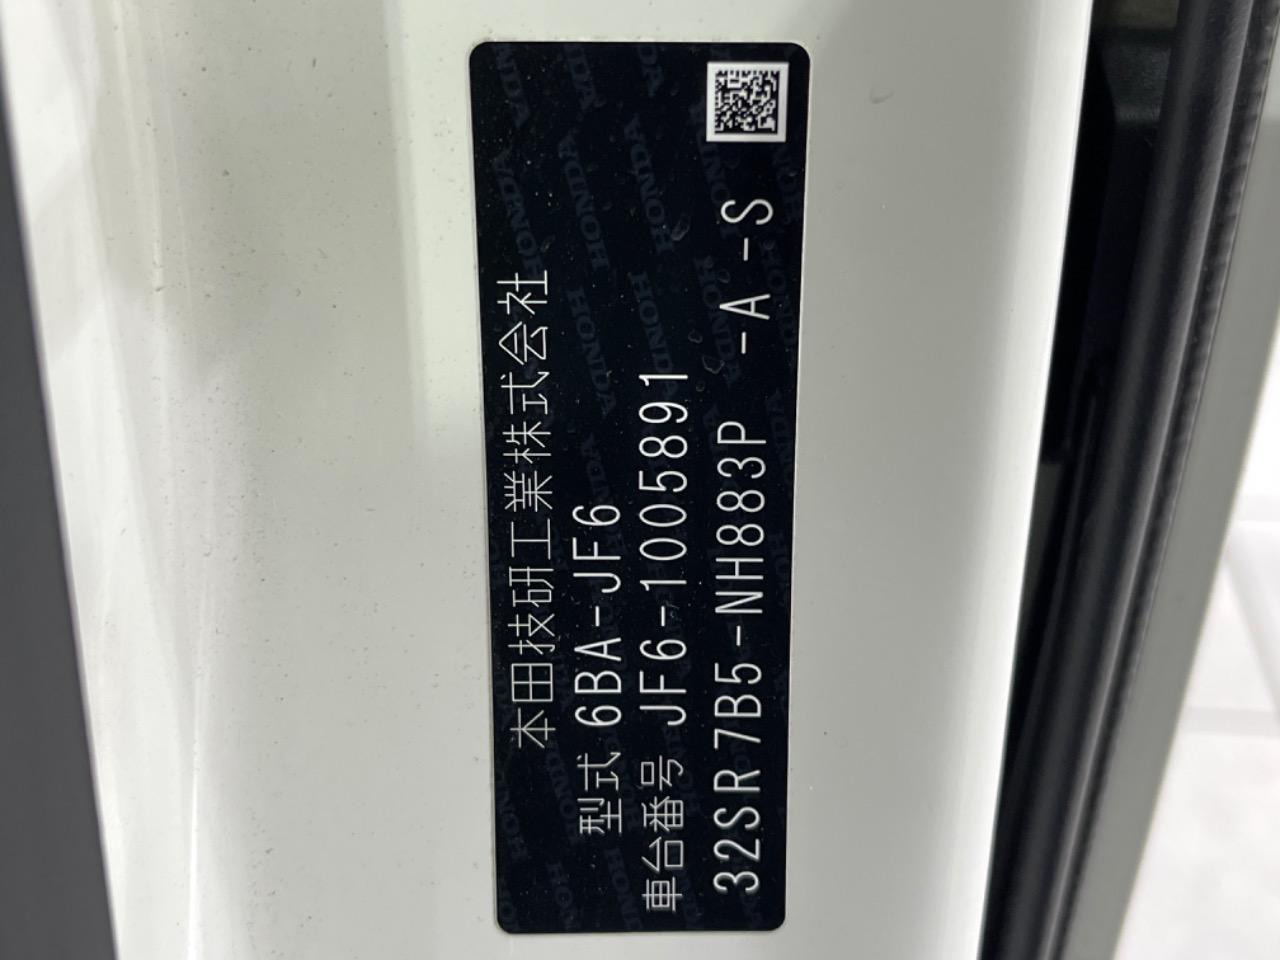 本田技研工業株式会社
型式 6BA-JF6
車台番号 JF6-1005891
32SR7B5-NH883P -A -S